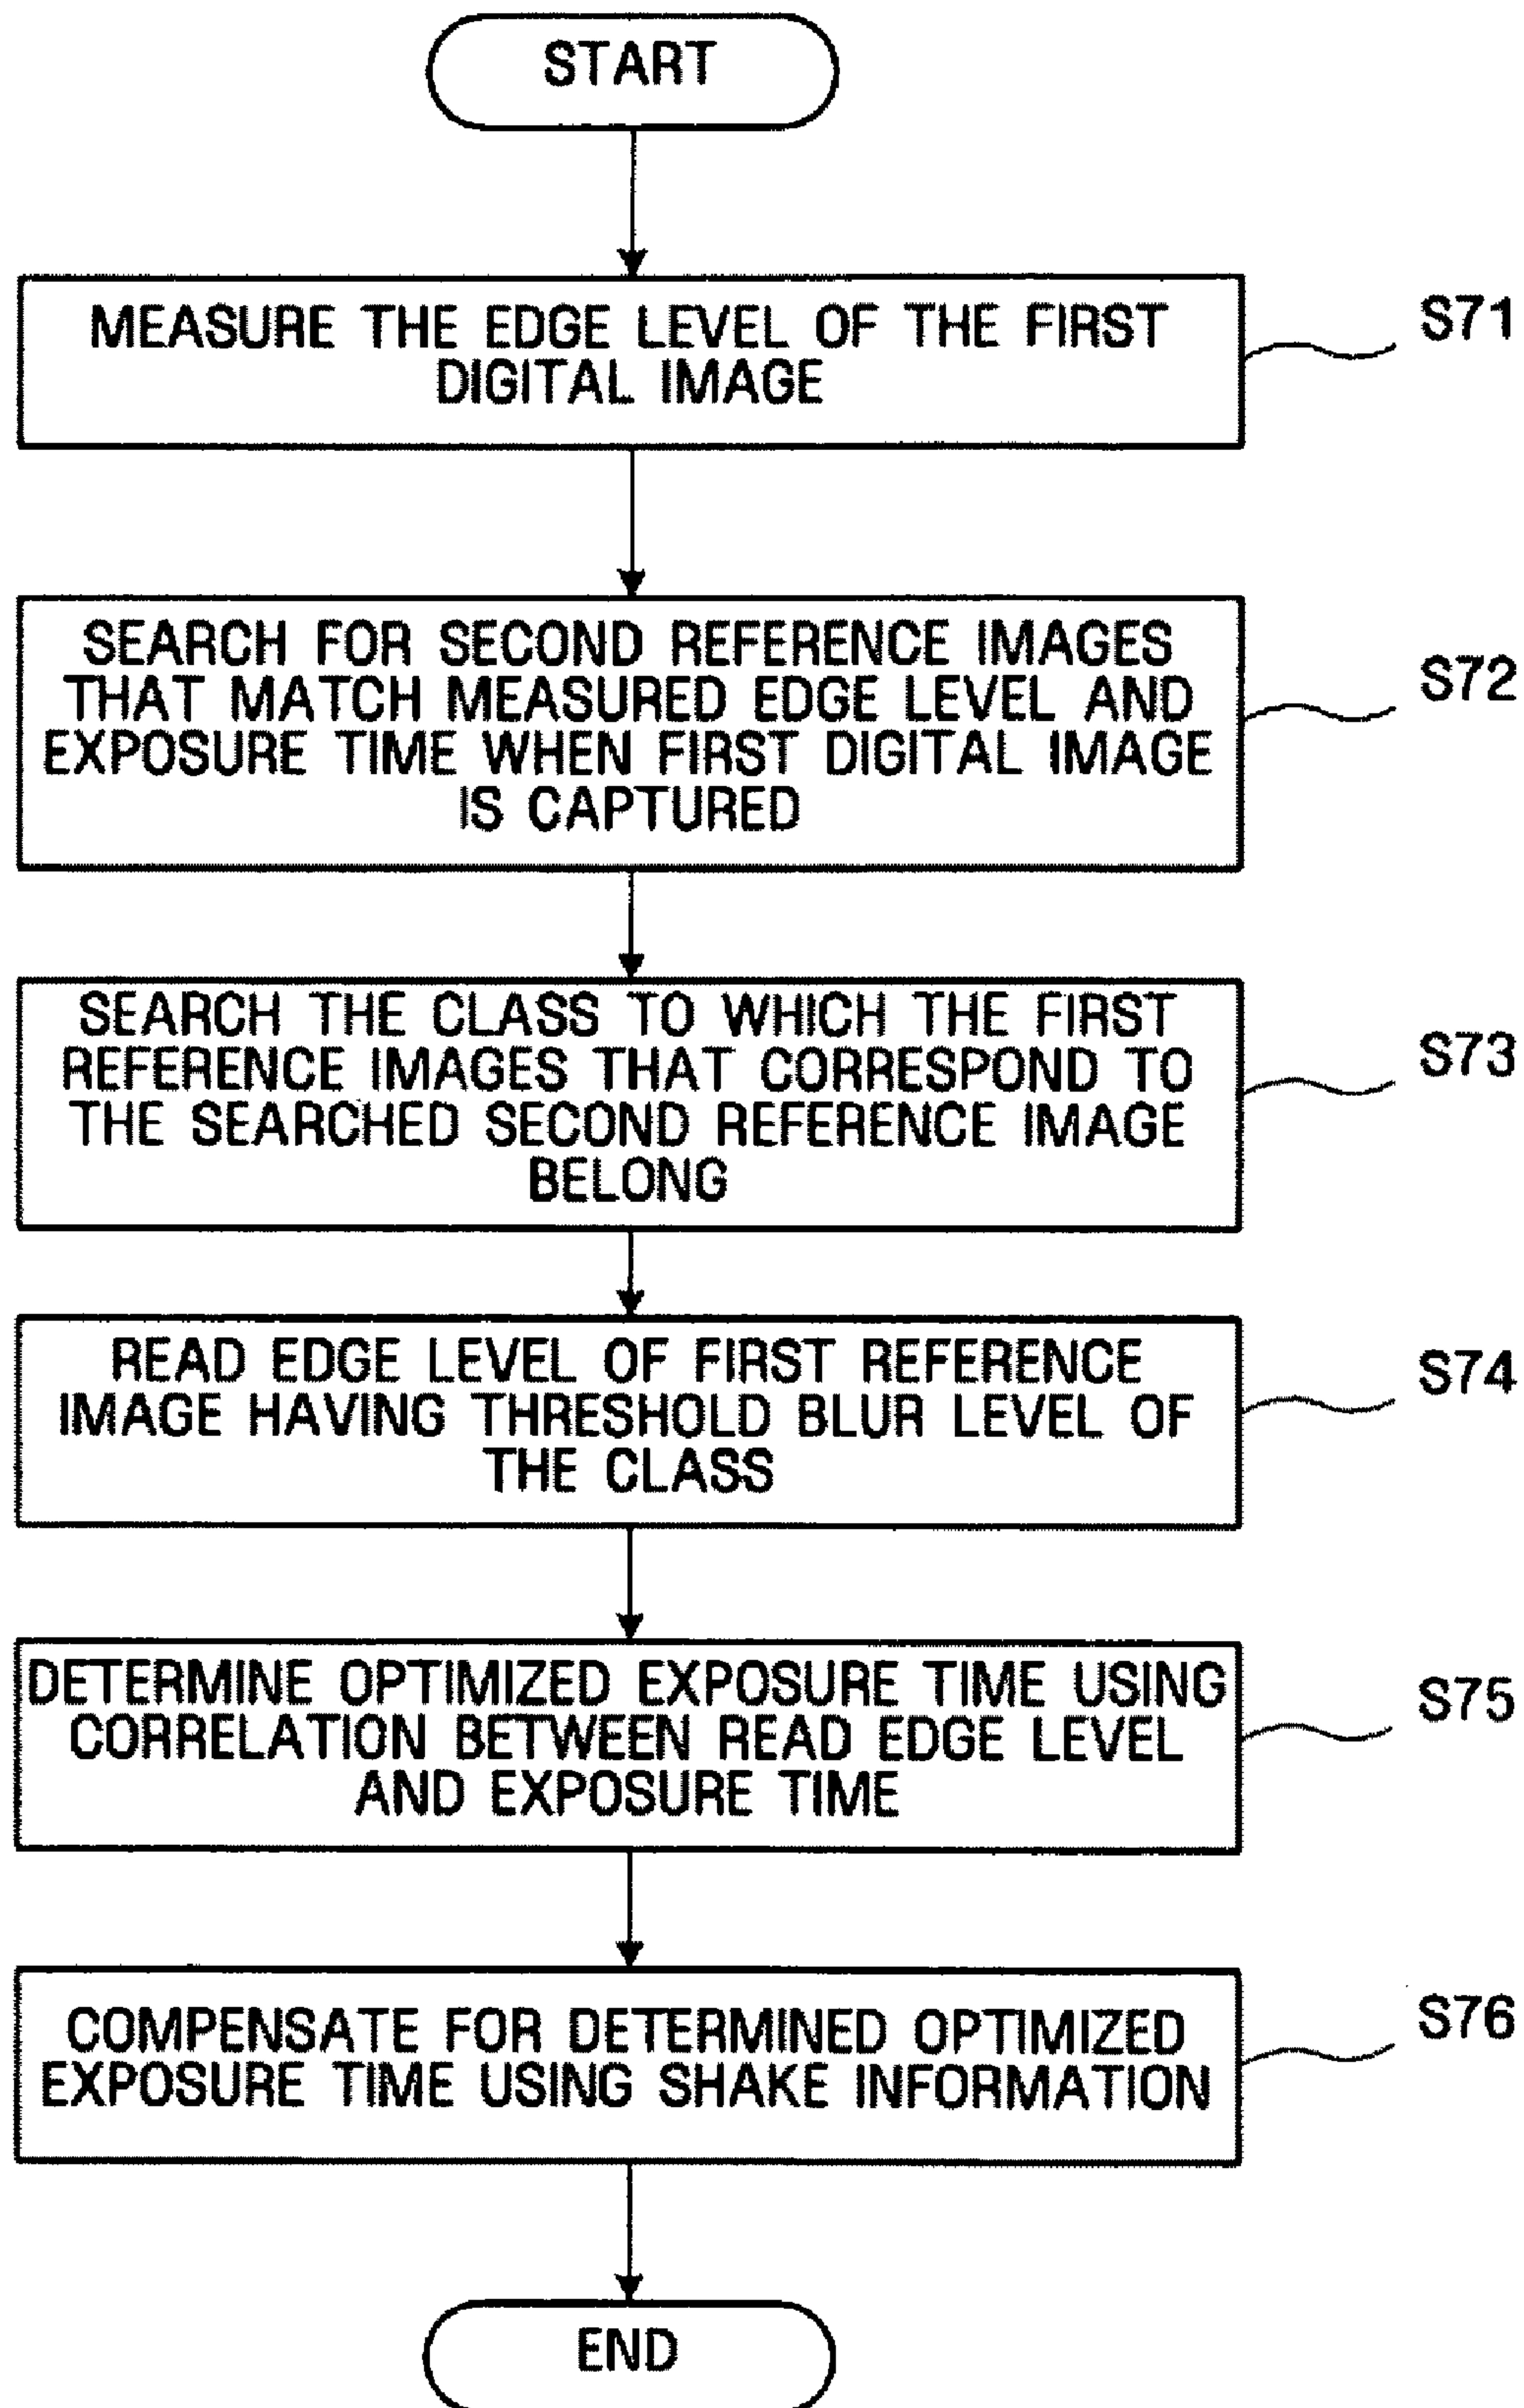 START
MEASURE THE EDGE LEVEL OF THE FIRST
DIGITAL IMAGE
S71
SEARCH FOR SECOND REFERENCE IMAGES
THAT MATCH MEASURED EDGE LEVEL AND
EXPOSURE TIME WHEN FIRST DIGITAL IMAGE
IS CAPTURED
S72
SEARCH THE CLASS TO WHICH THE FIRST
REFERENCE IMAGES THAT CORRESPOND TO
THE SEARCHED SECOND REFERENCE IMAGE
BELONG
S73
READ EDGE LEVEL OF FIRST REFERENCE
IMAGE HAVING THRESHOLD BLUR LEVEL OF
THE CLASS
S74
DETERMINE OPTIMIZED EXPOSURE TIME USING
CORRELATION BETWEEN READ EDGE LEVEL
AND EXPOSURE TIME
S75
COMPENSATE FOR DETERMINED OPTIMIZED
EXPOSURE TIME USING SHAKE INFORMATION
S76
END